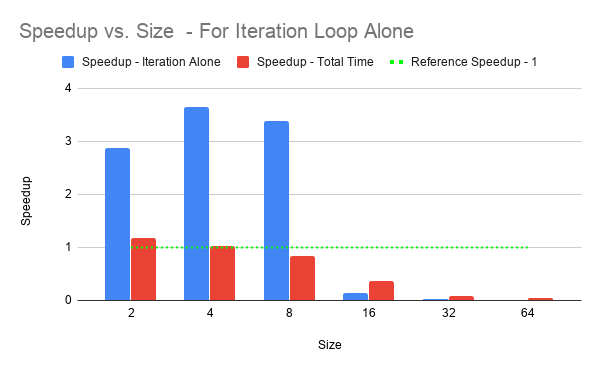 Speedup vs. Size  - For Iteration Loop Alone
Speedup - Iteration Alone  Speedup - Total Time  Reference Speedup - 1
4
3
2
1
0
Speedup
2 4 8 16 32 64
Size